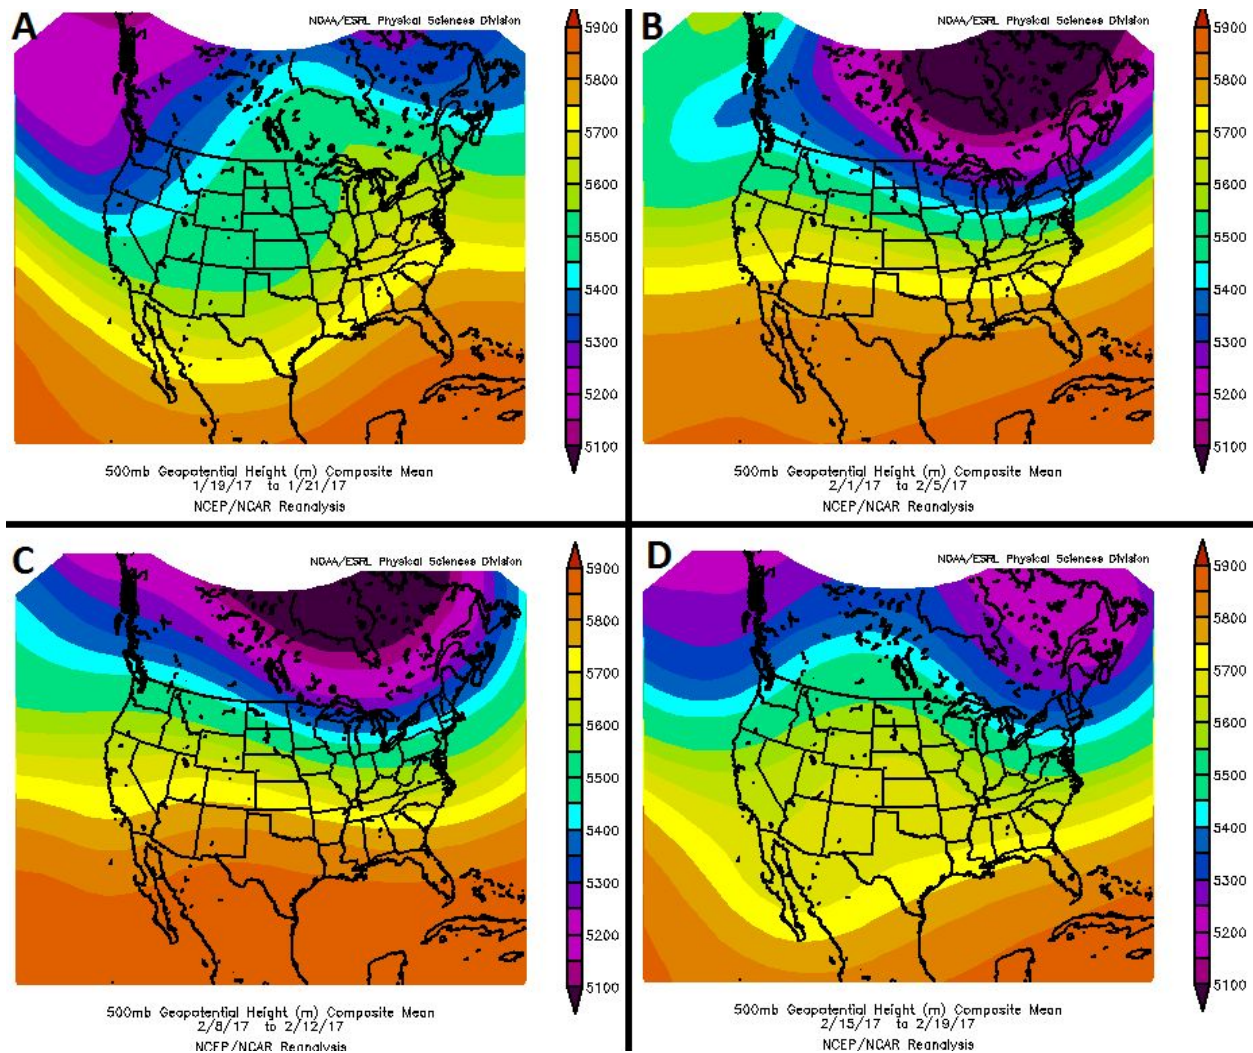 A
NOAA/ESRL Physical Sciences Division
5900
5800
5700
5600
5500
5400
5300
5200
5100
500mb Geopotential Height (m) Composite Mean
1/19/17 to 1/21/17
NCEP/NCAR Reanalysis
B
NOAA/ESRL Physical Sciences Division
5900
5800
5700
5600
5500
5400
5300
5200
5100
500mb Geopotential Height (m) Composite Mean
2/1/17 to 2/5/17
NCEP/NCAR Reanalysis
C
NOAA/ESRL Physical Sciences Division
5900
5800
5700
5600
5500
5400
5300
5200
5100
500mb Geopotential Height (m) Composite Mean
2/8/17 to 2/12/17
NCEP/NCAR Reanalysis
D
NOAA/ESRL Physical Sciences Division
5900
5800
5700
5600
5500
5400
5300
5200
5100
500mb Geopotential Height (m) Composite Mean
2/15/17 to 2/19/17
NCEP/NCAR Reanalysis